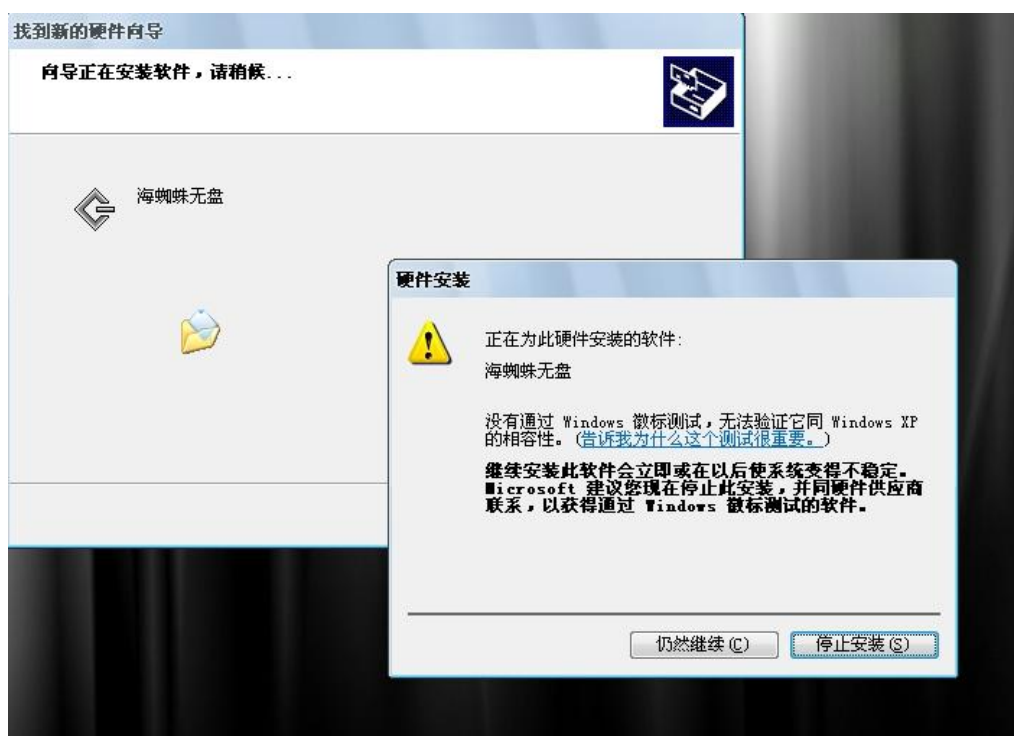 找到新的硬件向导
向导正在安装软件，请稍候...
海蜘蛛无盘
硬件安装
正在为此硬件安装的软件:
海蜘蛛无盘
没有通过 Windows 徽标测试，无法验证它同 Windows XP
的相容性。(告诉我为什么这个测试很重要。)
继续安装此软件会立即或在以后使系统变得不稳定。
Microsoft 建议您现在停止此安装，并同硬件供应商
联系，以获得通过 Windows 徽标测试的软件。
仍然继续(C)
停止安装(S)